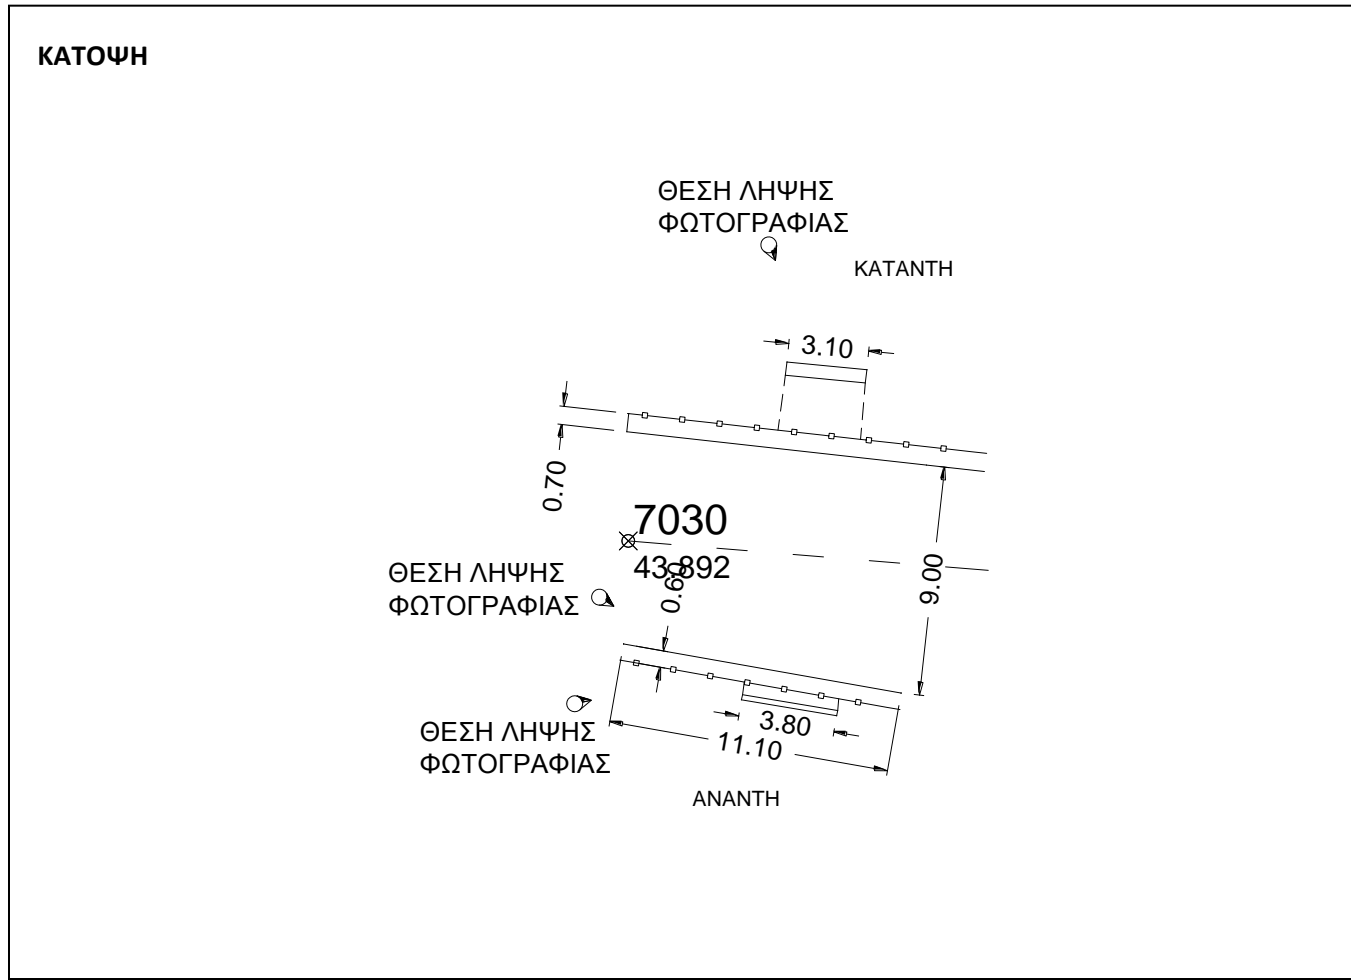 ΚΑΤΟΨΗ
ΘΕΣΗ ΛΗΨΗΣ
ΦΩΤΟΓΡΑΦΙΑΣ
ΚΑΤΑΝΤΗ
3.10
0.70
7030
43.892
0.60
9.00
ΘΕΣΗ ΛΗΨΗΣ
ΦΩΤΟΓΡΑΦΙΑΣ
ΘΕΣΗ ΛΗΨΗΣ
ΦΩΤΟΓΡΑΦΙΑΣ
3.80
11.10
ΑΝΑΝΤΗ